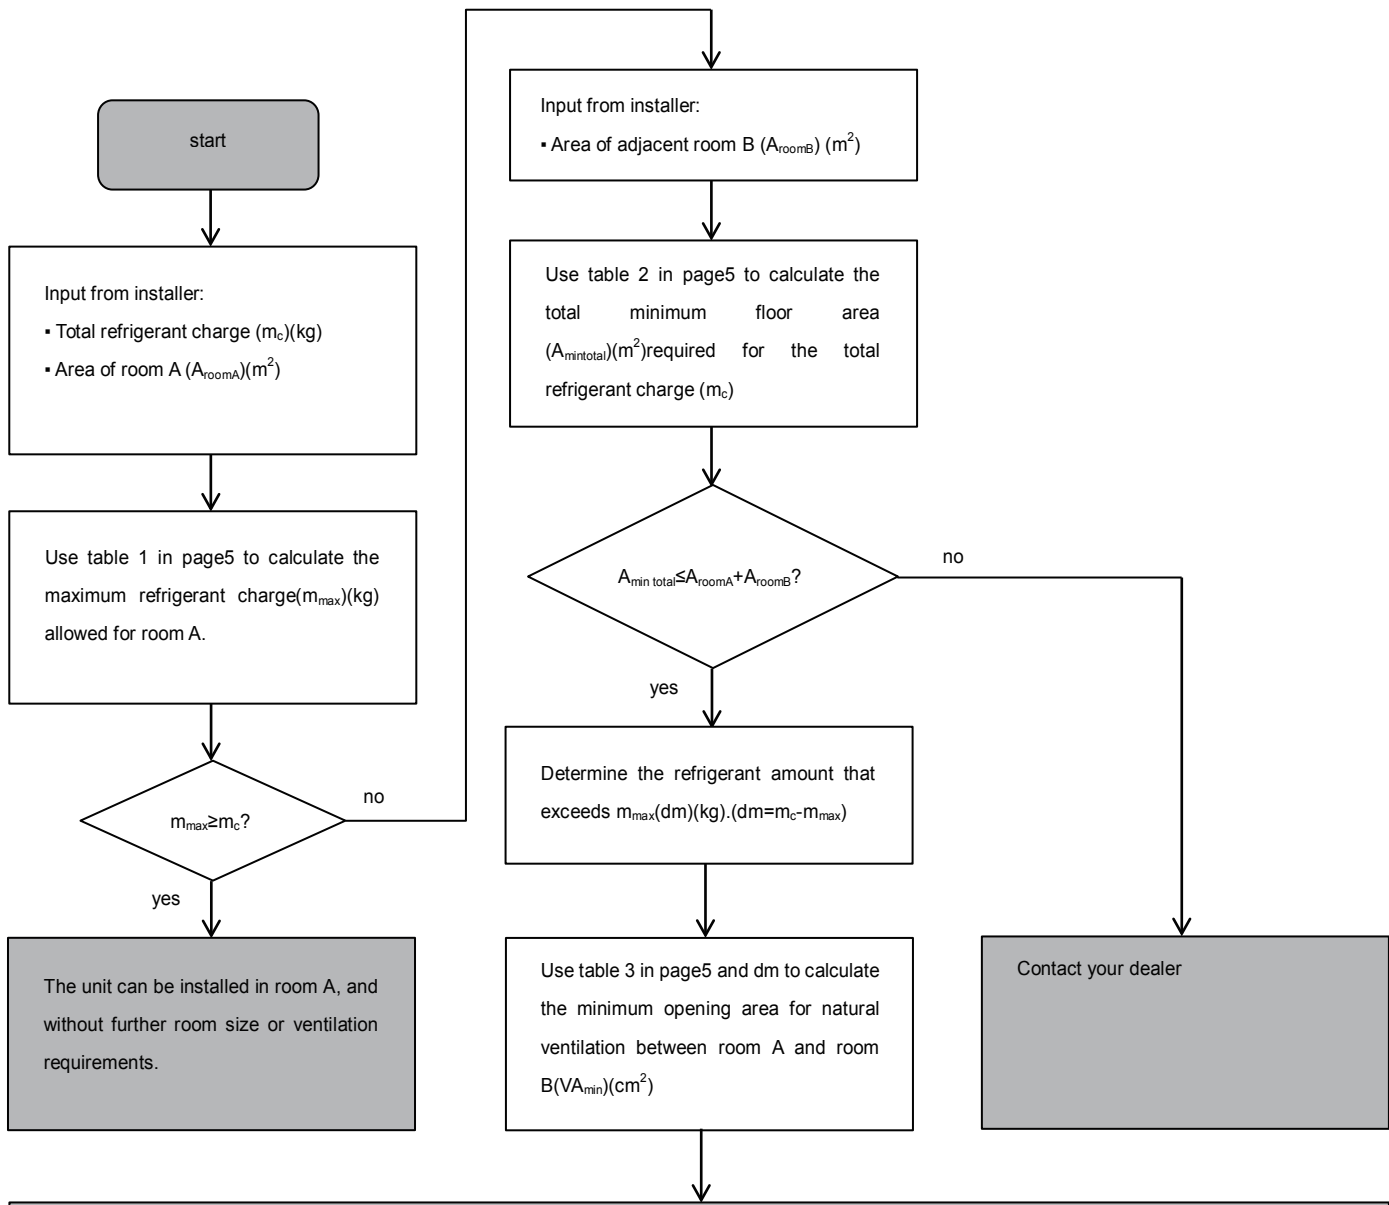 start
Input from installer:
▪ Total refrigerant charge (mc)(kg)
▪ Area of room A (AroomA)(m²)
Use table 1 in page5 to calculate the
maximum refrigerant charge(mmax)(kg)
allowed for room A.
mmax≥mc?
no
yes
The unit can be installed in room A, and
without further room size or ventilation
requirements.
Input from installer:
▪ Area of adjacent room B (AroomB) (m²)
Use table 2 in page5 to calculate the
total minimum floor area
(Amintotal)(m²)required for the total
refrigerant charge (mc)
Amin total≤AroomA+AroomB?
no
yes
Determine the refrigerant amount that
exceeds mmax(dm)(kg).(dm=mc-mmax)
Use table 3 in page5 and dm to calculate
the minimum opening area for natural
ventilation between room A and room
B(VAmin)(cm²)
Contact your dealer